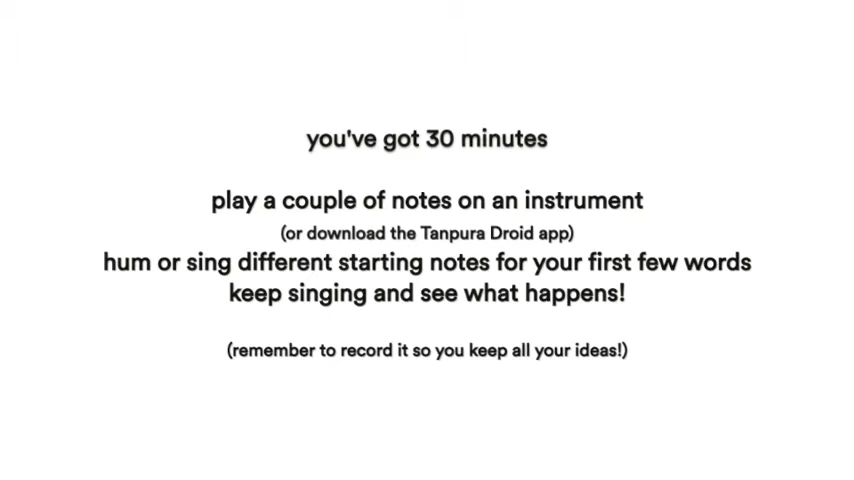 you've got 30 minutes
play a couple of notes on an instrument
(or download the Tanpura Droid app)
hum or sing different starting notes for your first few words
keep singing and see what happens!
(remember to record it so you keep all your ideas!)